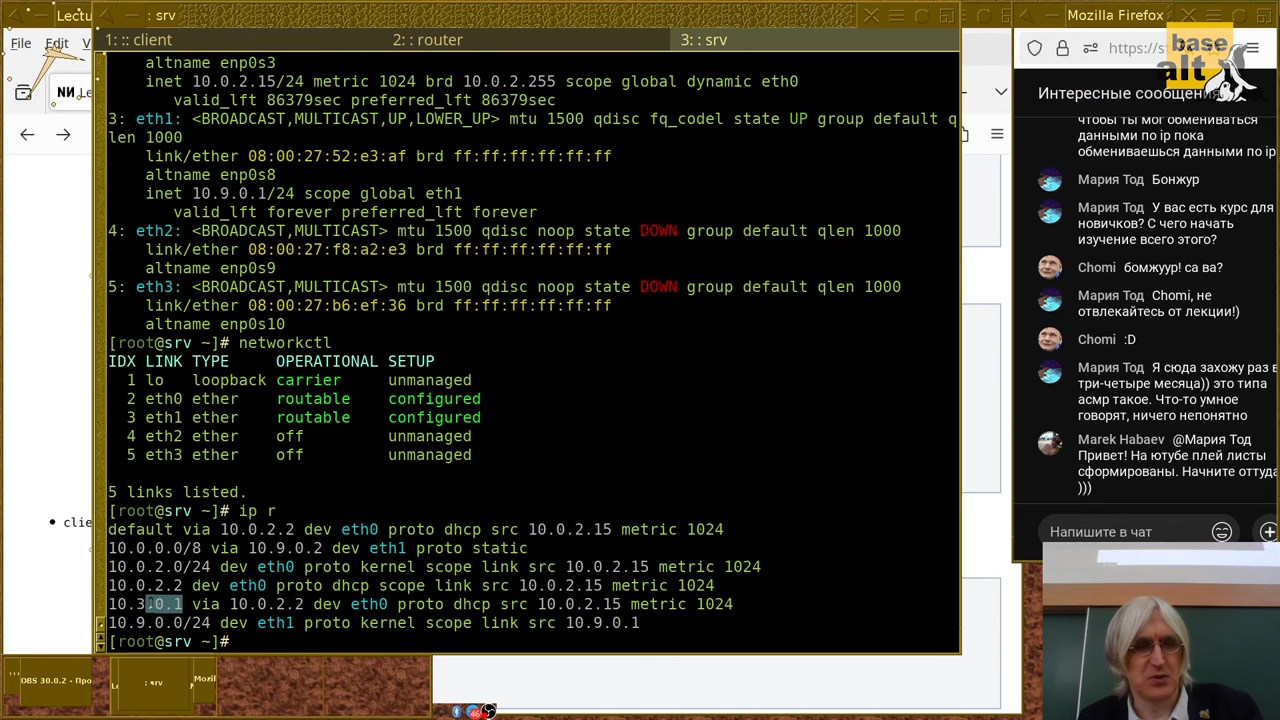 Lectu
: srv
Mozilla Firefox
1: :: client
2: : router
3: : srv
File Edit V
https://s
base
alt
Интересные сообщения
altname enp0s3
inet 10.0.2.15/24 metric 1024 brd 10.0.2.255 scope global dynamic eth0
valid_lft 86379sec preferred_lft 86379sec
3: eth1: <BROADCAST,MULTICAST,UP,LOWER_UP> mtu 1500 qdisc fq_codel state UP group default q
len 1000
link/ether 08:00:27:52:e3:af brd ff:ff:ff:ff:ff:ff
altname enp0s8
inet 10.9.0.1/24 scope global eth1
valid_lft forever preferred_lft forever
4: eth2: <BROADCAST,MULTICAST> mtu 1500 qdisc noop state DOWN group default qlen 1000
link/ether 08:00:27:f8:a2:e3 brd ff:ff:ff:ff:ff:ff
altname enp0s9
5: eth3: <BROADCAST,MULTICAST> mtu 1500 qdisc noop state DOWN group default qlen 1000
link/ether 08:00:27:b6:ef:36 brd ff:ff:ff:ff:ff:ff
altname enp0s10
[root@srv ~]# networkctl
IDX LINK TYPE OPERATIONAL SETUP
1 lo loopback carrier unmanaged
2 eth0 ether routable configured
3 eth1 ether routable configured
4 eth2 ether off unmanaged
5 eth3 ether off unmanaged
5 links listed.
[root@srv ~]# ip r
default via 10.0.2.2 dev eth0 proto dhcp src 10.0.2.15 metric 1024
10.0.0.0/8 via 10.9.0.2 dev eth1 proto static
10.0.2.0/24 dev eth0 proto kernel scope link src 10.0.2.15 metric 1024
10.0.2.2 dev eth0 proto dhcp scope link src 10.0.2.15 metric 1024
10.3.0.1 via 10.0.2.2 dev eth0 proto dhcp src 10.0.2.15 metric 1024
10.9.0.0/24 dev eth1 proto kernel scope link src 10.9.0.1
[root@srv ~]#
чтобы ты мог обмениваться
данными по ip пока
обмениваешься данными по ip
Мария Тод Бонжур
Мария Тод У вас есть курс для
новичков? С чего начать
изучение всего этого?
Chomi бомжуур! са ва?
Мария Тод Chomi, не
отвлекайтесь от лекции!)
Chomi :D
Мария Тод Я сюда захожу раз в
три-четыре месяца)) это типа
асмр такое. Что-то умное
говорят, ничего непонятно
Marek Habaev @Мария Тод
Привет! На ютубе плей листы
сформированы. Начните оттуда
)))
Напишите в чат
• clie
DBS 30.0.2 - Про
: srv
Mozil